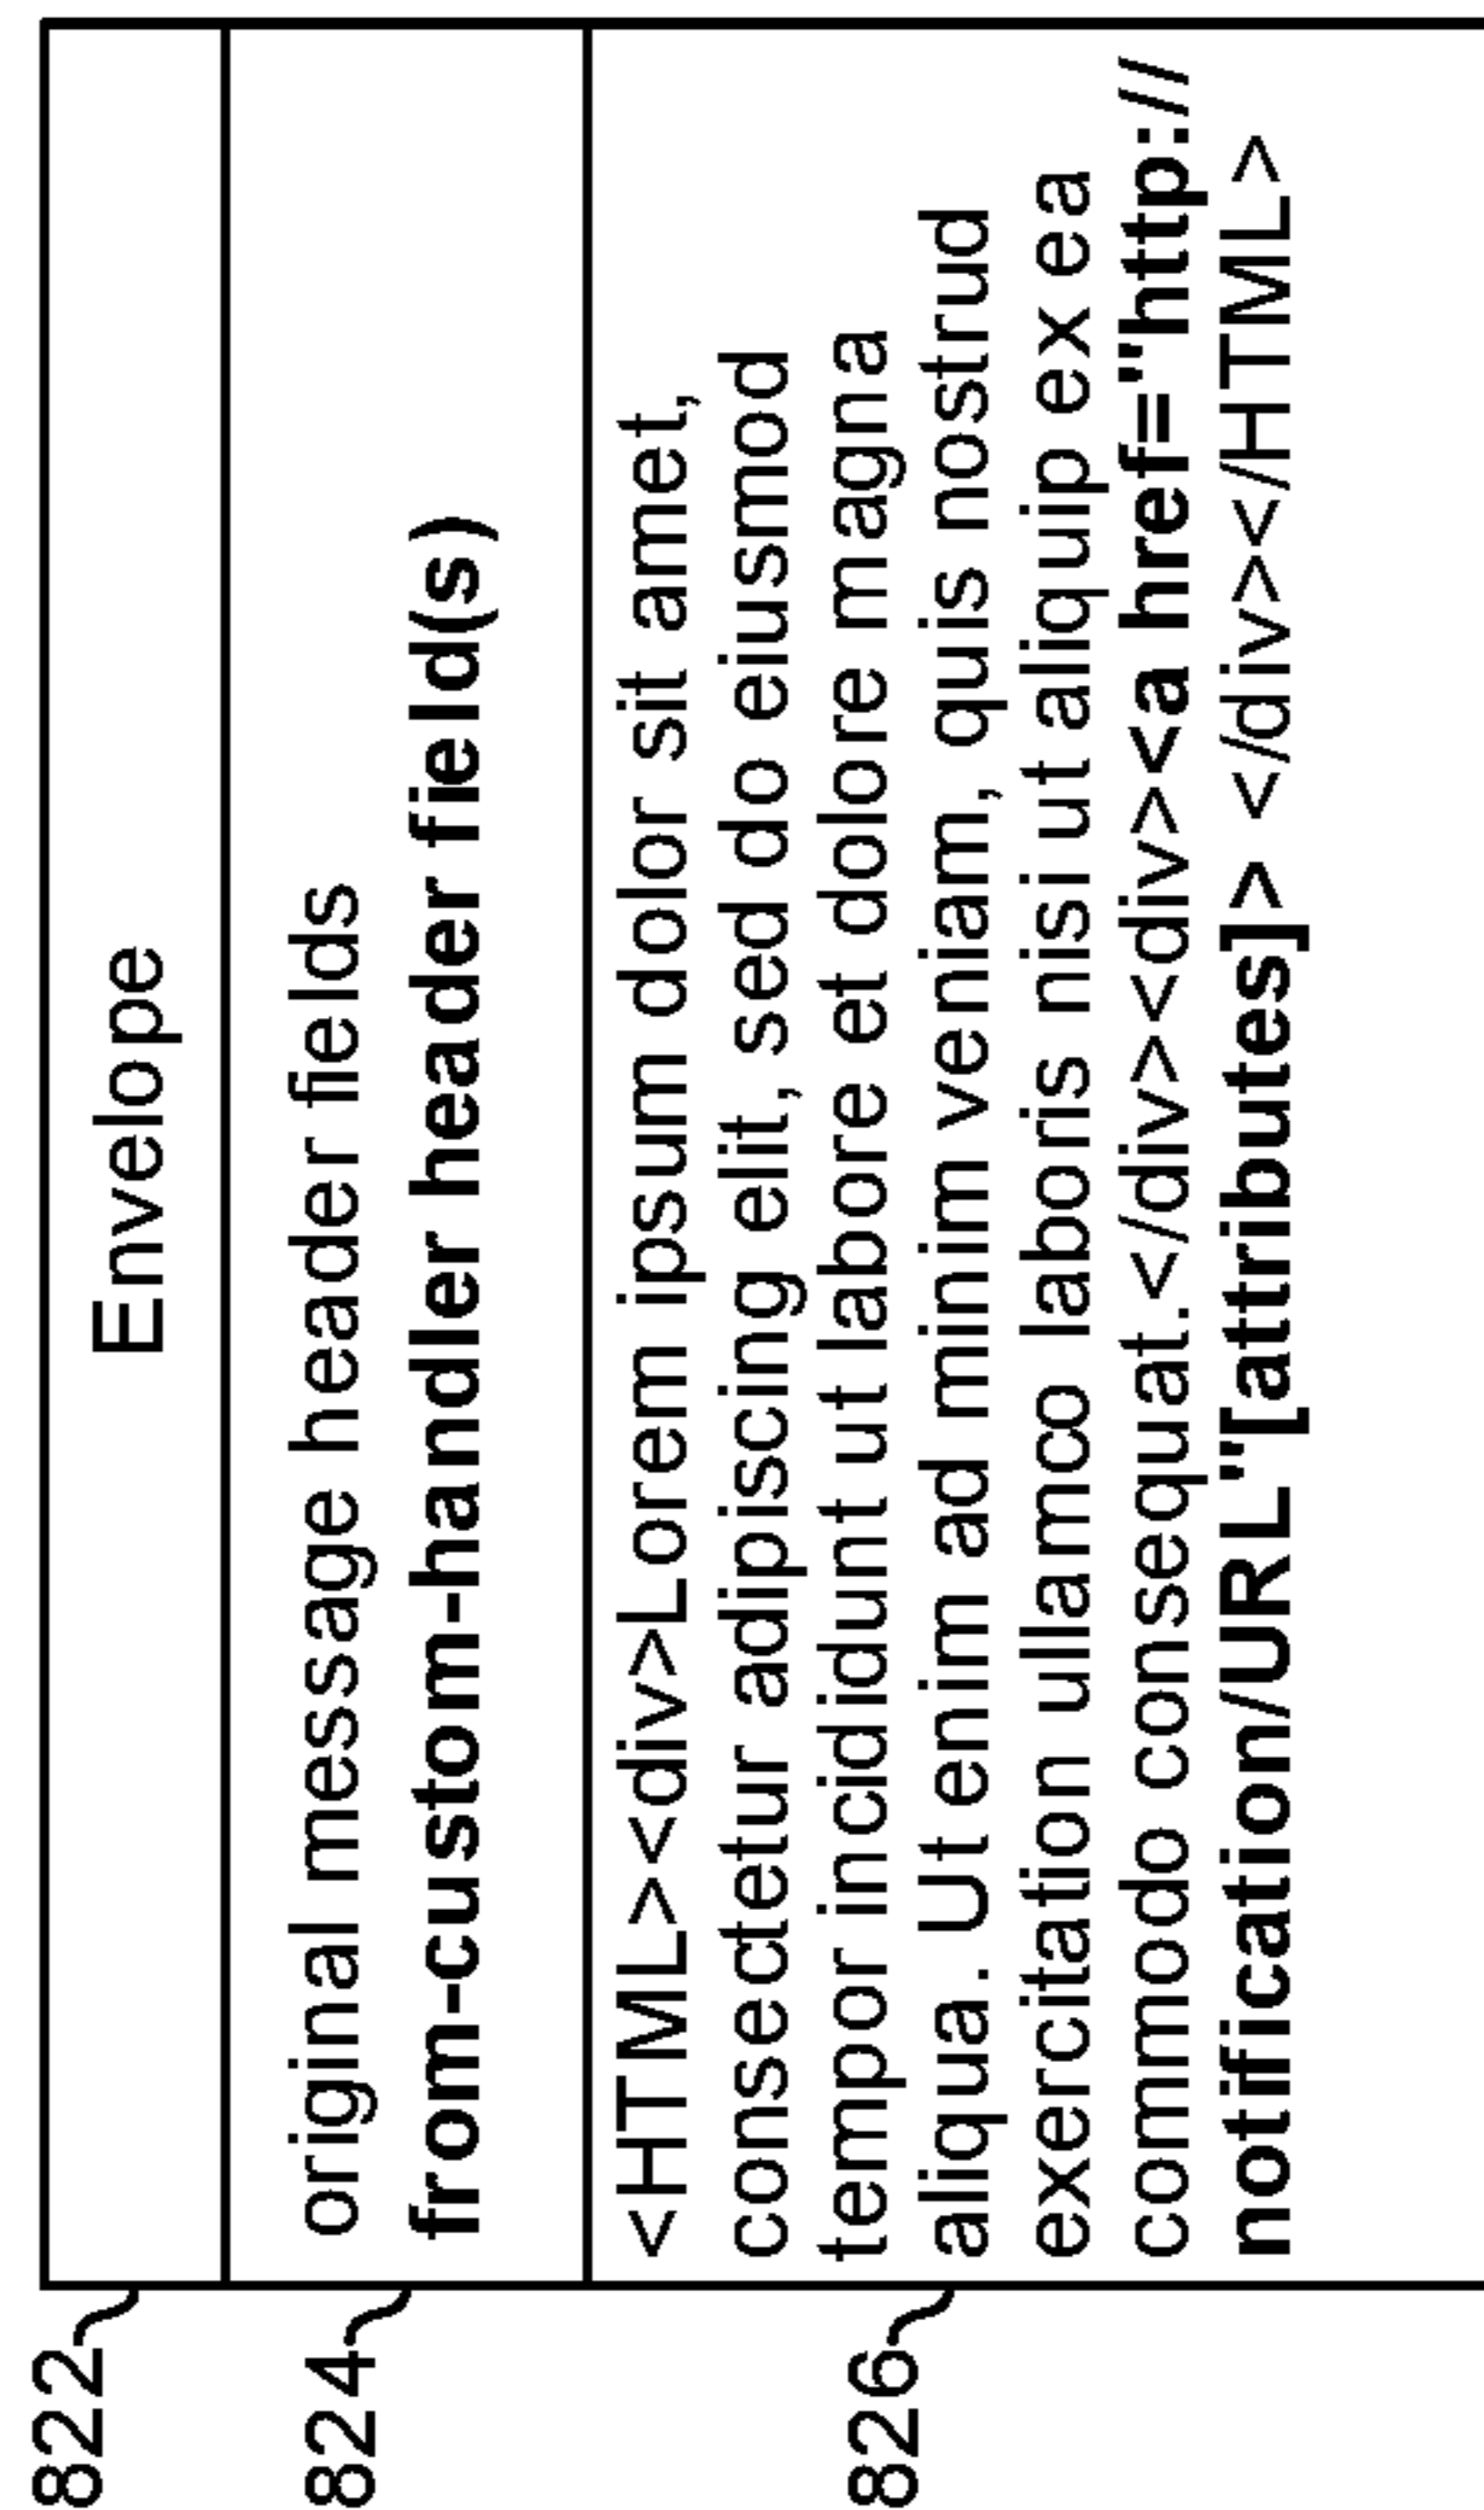 822
Envelope
824
original message header fields
from-custom-handler header field(s)
826
<HTML><div>Lorem ipsum dolor sit amet,
consectetur adipiscing elit, sed do eiusmod
tempor incididunt ut labore et dolore magna
aliqua. Ut enim ad minim veniam, quis nostrud
exercitation ullamco laboris nisi ut aliquip ex ea
commodo consequat.</div><div><a href="http://
notification/URL"[attributes]> </div></HTML>